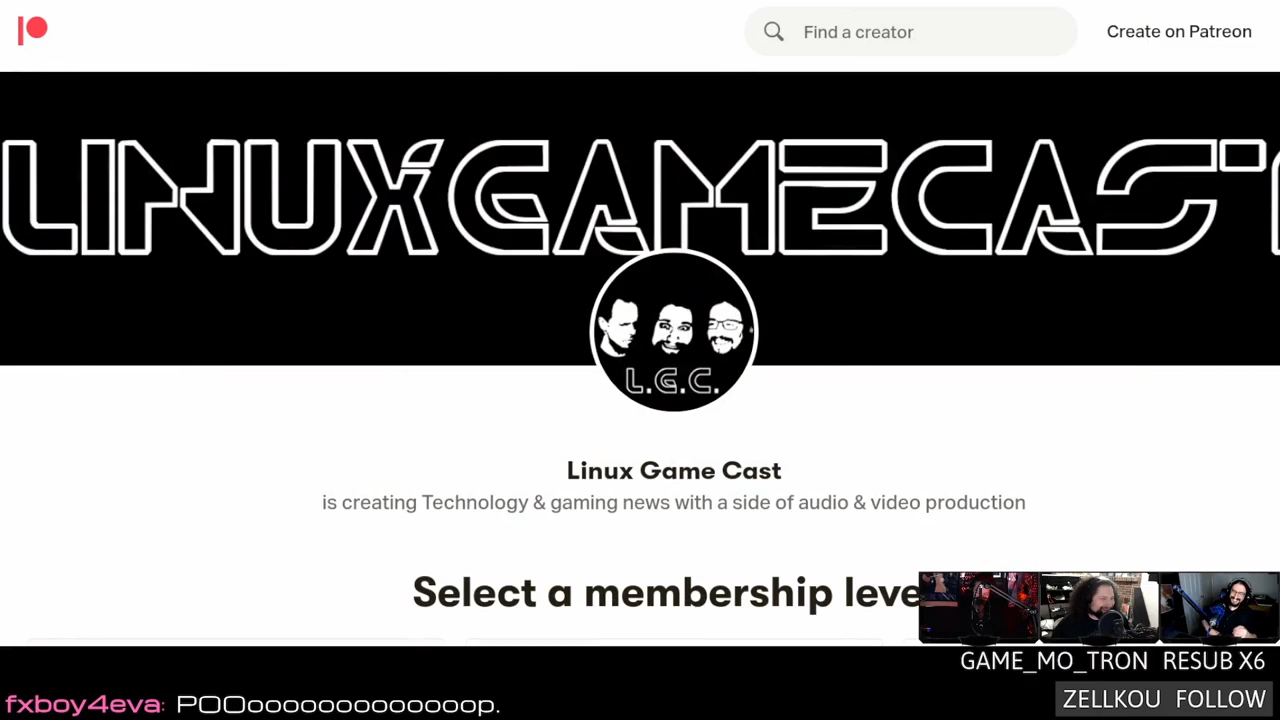 Find a creator
Create on Patreon
LINUXGAMECAST
L.G.C.
Linux Game Cast
is creating Technology & gaming news with a side of audio & video production
Select a membership leve
GAME_MO_TRON RESUB X6
ZELLKOU FOLLOW
fxboy4eva: POOooooooooooooop.